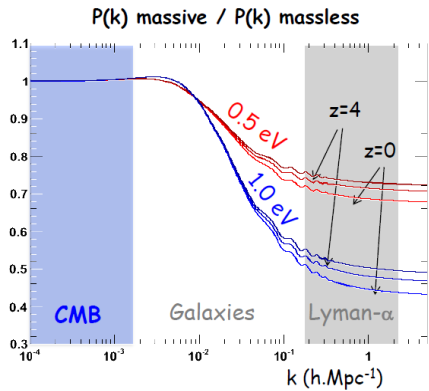 P(k) massive / P(k) massless
1.1
1
0.9
0.8
0.7
0.6
0.5
0.4
0.3
0.5 eV
1.0 eV
z=4
z=0
CMB
Galaxies
Lyman-α
10⁻⁴
10⁻³
10⁻²
10⁻¹
1
k (h.Mpc⁻¹)